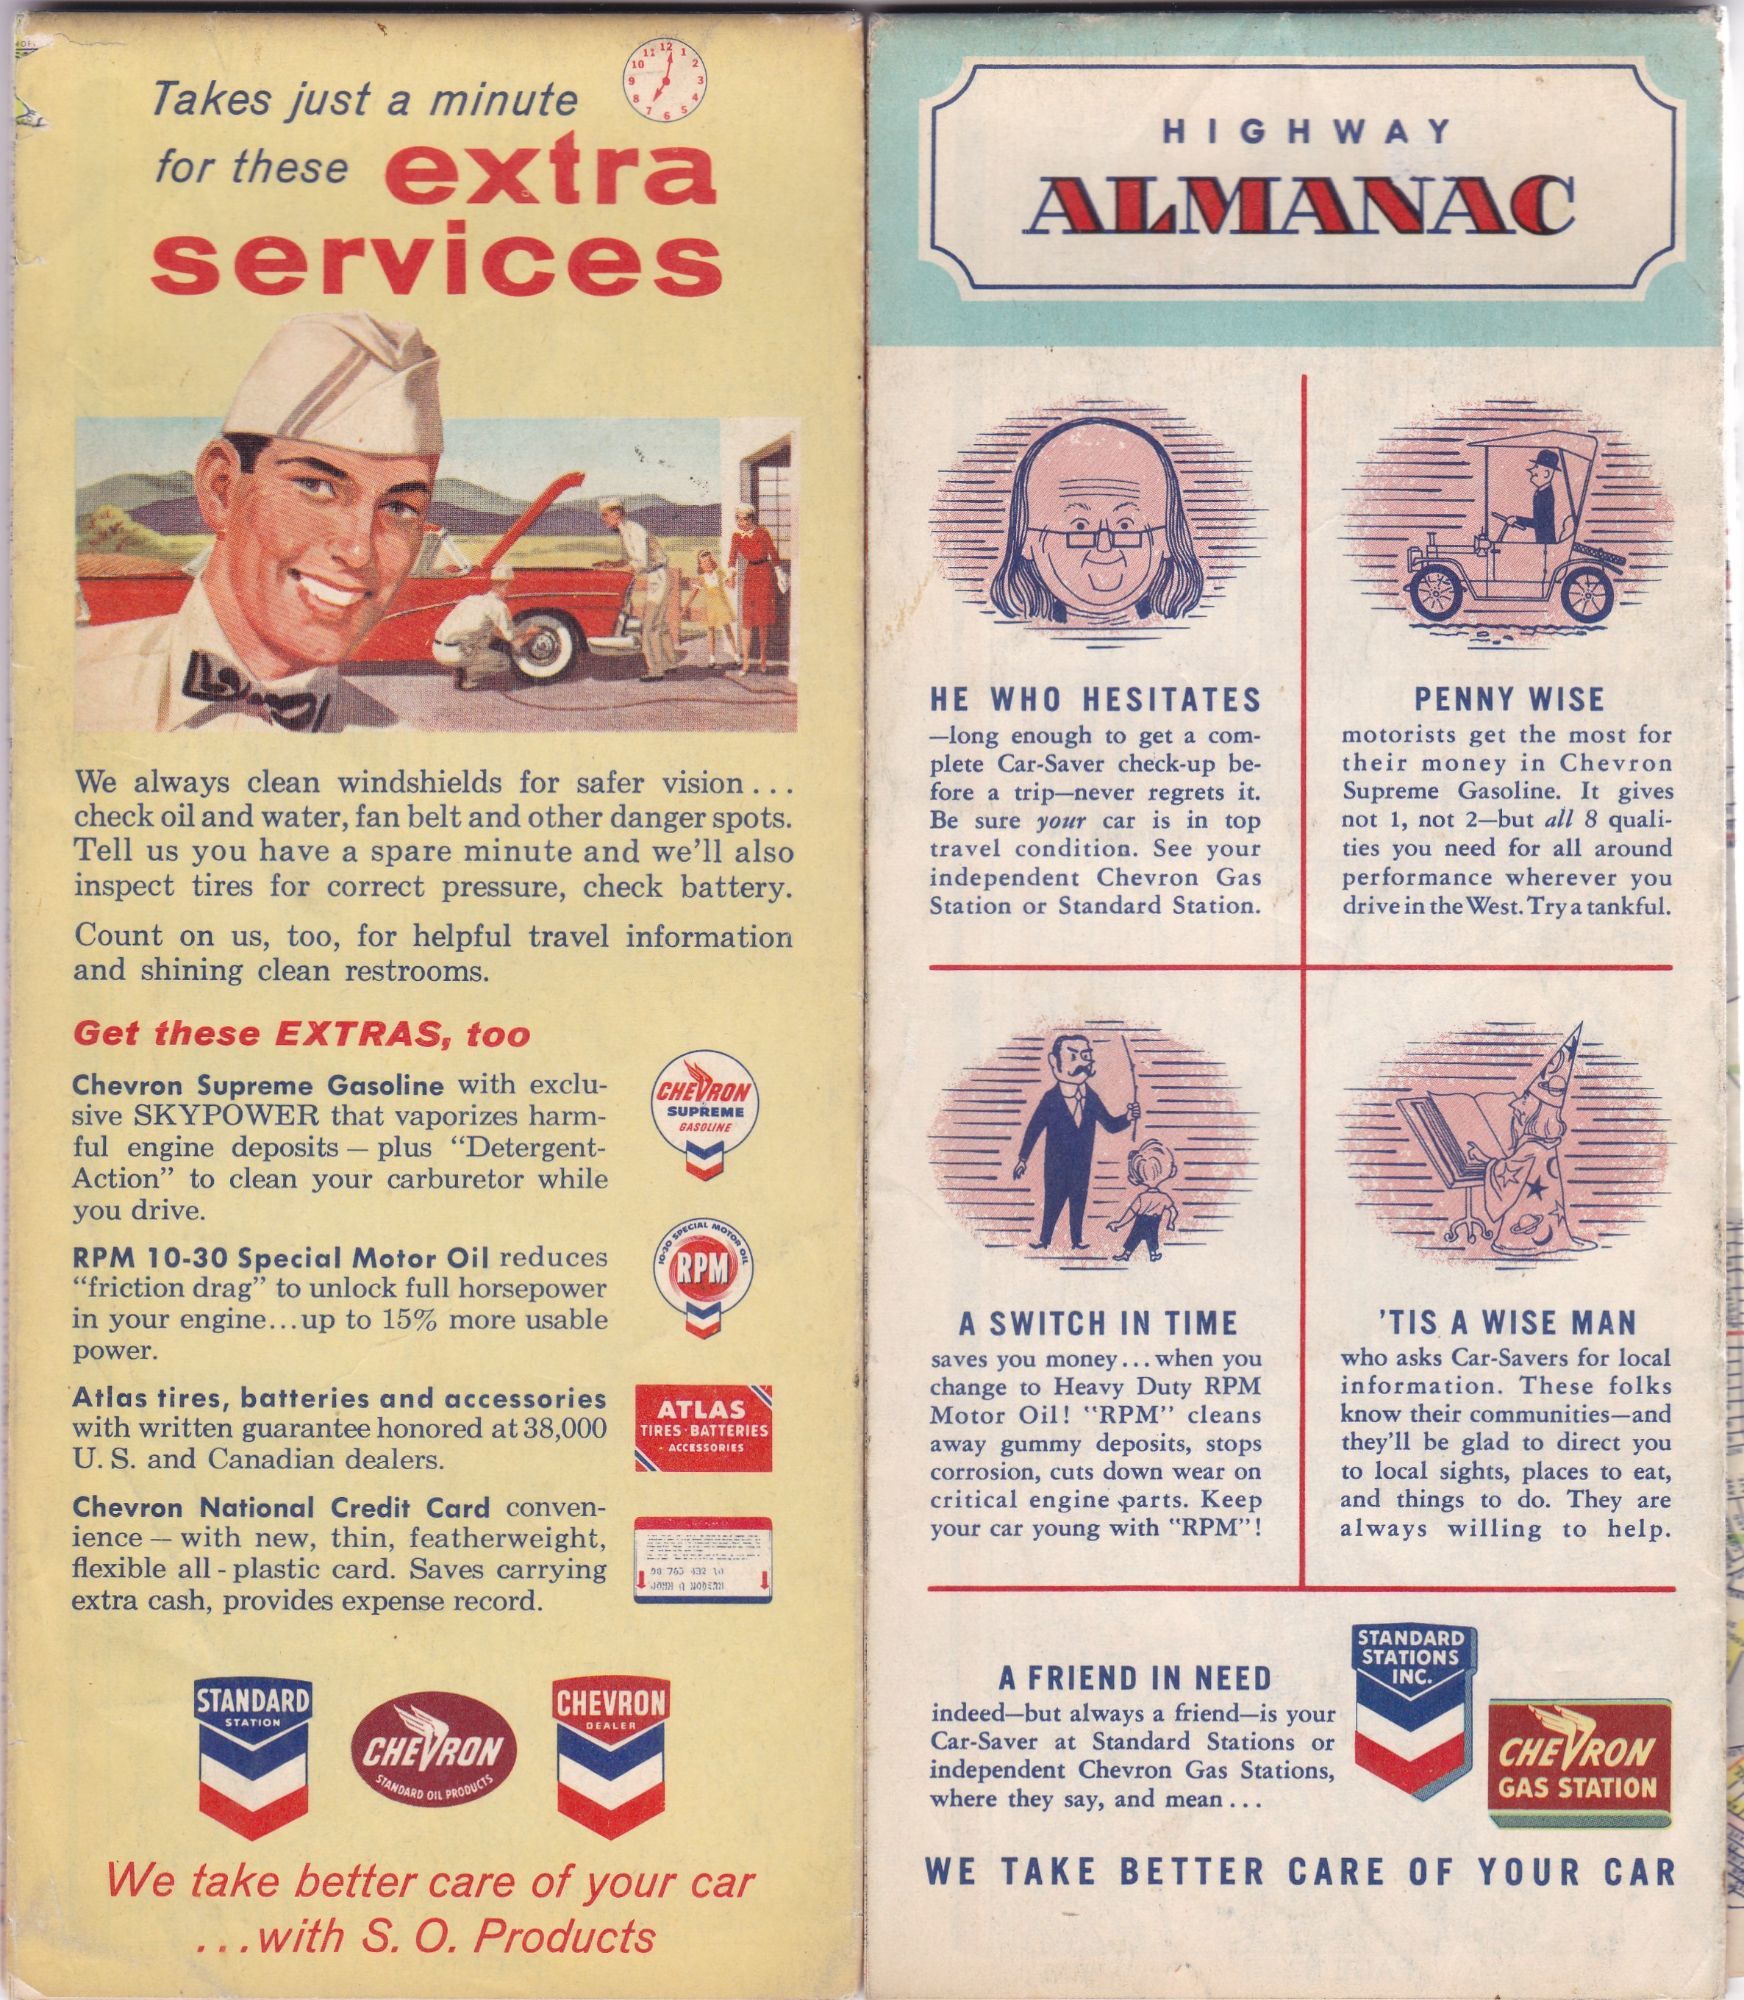 Takes just a minute
for these extra
services
We always clean windshields for safer vision...
check oil and water, fan belt and other danger spots.
Tell us you have a spare minute and we'll also
inspect tires for correct pressure, check battery.
Count on us, too, for helpful travel information
and shining clean restrooms.
Get these EXTRAS, too
Chevron Supreme Gasoline with exclu-
sive SKYPOWER that vaporizes harm-
ful engine deposits — plus "Detergent-
Action" to clean your carburetor while
you drive.
CHEVRON
SUPREME
GASOLINE
RPM 10-30 Special Motor Oil reduces
"friction drag" to unlock full horsepower
in your engine...up to 15% more usable
power.
10-30 SPECIAL MOTOR OIL
RPM
Atlas tires, batteries and accessories
with written guarantee honored at 38,000
U. S. and Canadian dealers.
ATLAS
TIRES · BATTERIES
· ACCESSORIES
Chevron National Credit Card conven-
ience — with new, thin, featherweight,
flexible all - plastic card. Saves carrying
extra cash, provides expense record.
STANDARD
STATION
CHEVRON
STANDARD OIL PRODUCTS
CHEVRON
DEALER
We take better care of your car
...with S. O. Products
HIGHWAY
ALMANAC
HE WHO HESITATES
—long enough to get a com-
plete Car-Saver check-up be-
fore a trip—never regrets it.
Be sure your car is in top
travel condition. See your
independent Chevron Gas
Station or Standard Station.
PENNY WISE
motorists get the most for
their money in Chevron
Supreme Gasoline. It gives
not 1, not 2—but all 8 quali-
ties you need for all around
performance wherever you
drive in the West. Try a tankful.
A SWITCH IN TIME
saves you money...when you
change to Heavy Duty RPM
Motor Oil! "RPM" cleans
away gummy deposits, stops
corrosion, cuts down wear on
critical engine parts. Keep
your car young with "RPM"!
'TIS A WISE MAN
who asks Car-Savers for local
information. These folks
know their communities—and
they'll be glad to direct you
to local sights, places to eat,
and things to do. They are
always willing to help.
A FRIEND IN NEED
indeed—but always a friend—is your
Car-Saver at Standard Stations or
independent Chevron Gas Stations,
where they say, and mean...
STANDARD
STATIONS
INC.
CHEVRON
GAS STATION
WE TAKE BETTER CARE OF YOUR CAR